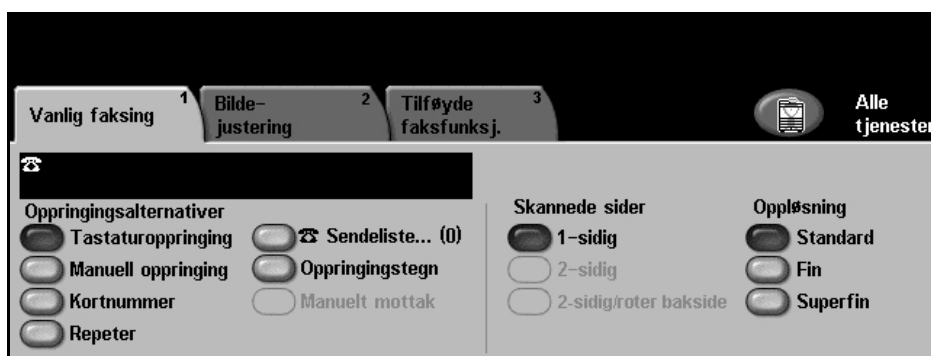 Vanlig faksing 1
Bilde-
justering 2
Tilføyde
faksfunksj. 3
Alle
tjenester
Oppringingsalternativer
Tastaturoppringing
Manuell oppringing
Kortnummer
Repeter
Sendeliste... (0)
Oppringingstegn
Manuelt mottak
Skannede sider
1-sidig
2-sidig
2-sidig/roter bakside
Oppløsning
Standard
Fin
Superfin